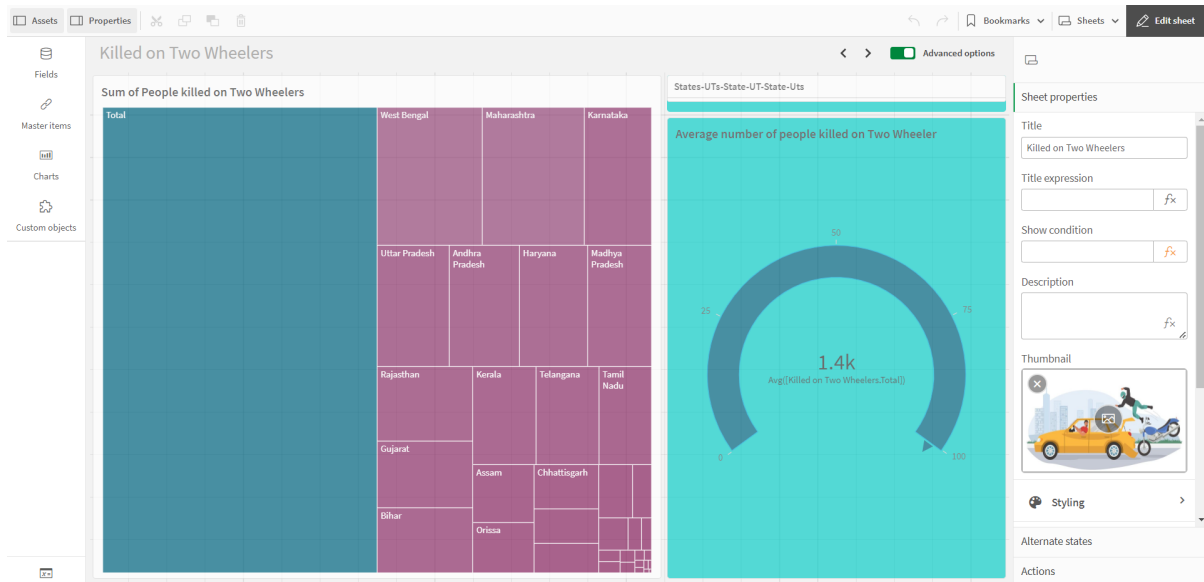 Assets
Properties
Bookmarks
Sheets
Edit sheet
Fields
Master items
Charts
Custom objects
Killed on Two Wheelers
Advanced options
Sum of People killed on Two Wheelers
Total
West Bengal
Maharashtra
Karnataka
Uttar Pradesh
Andhra
Pradesh
Haryana
Madhya
Pradesh
Rajasthan
Kerala
Telangana
Tamil
Nadu
Gujarat
Assam
Chhattisgarh
Bihar
Orissa
States-UTs-State-UT-State-Uts
Average number of people killed on Two Wheeler
50
25
75
1.4k
Avg([Killed on Two Wheelers.Total])
0
100
Sheet properties
Title
Killed on Two Wheelers
Title expression
fx
Show condition
fx
Description
fx
Thumbnail
Styling
Alternate states
Actions